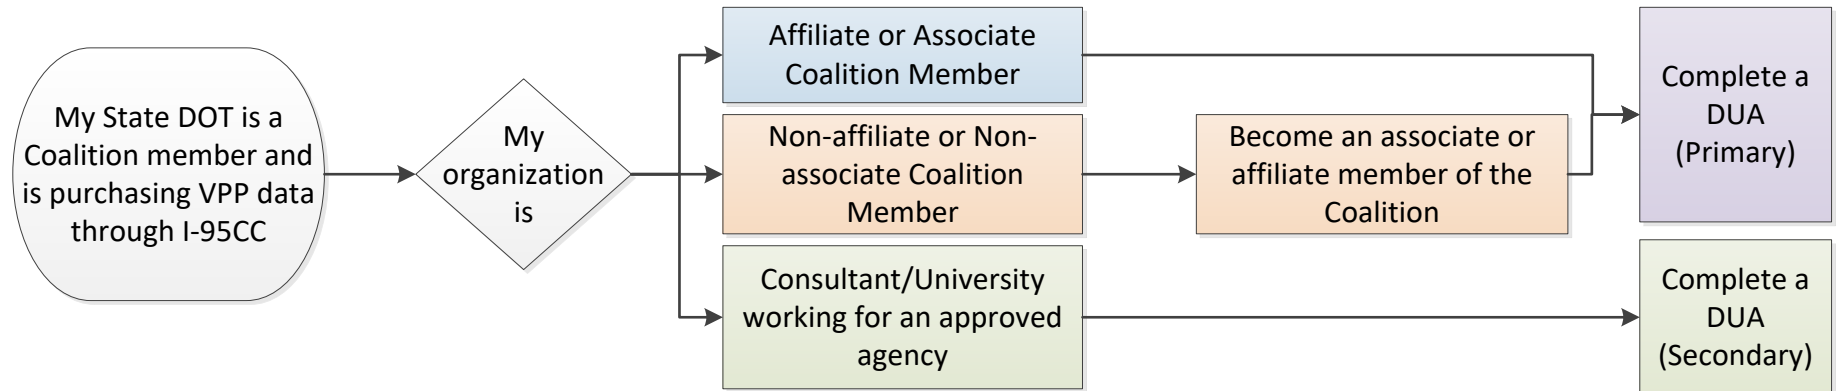 My State DOT is a
Coalition member and
is purchasing VPP data
through I-95CC
My
organization
is
Affiliate or Associate
Coalition Member
Non-affiliate or Non-
associate Coalition
Member
Consultant/University
working for an approved
agency
Become an associate or
affiliate member of the
Coalition
Complete a
DUA
(Primary)
Complete a
DUA
(Secondary)